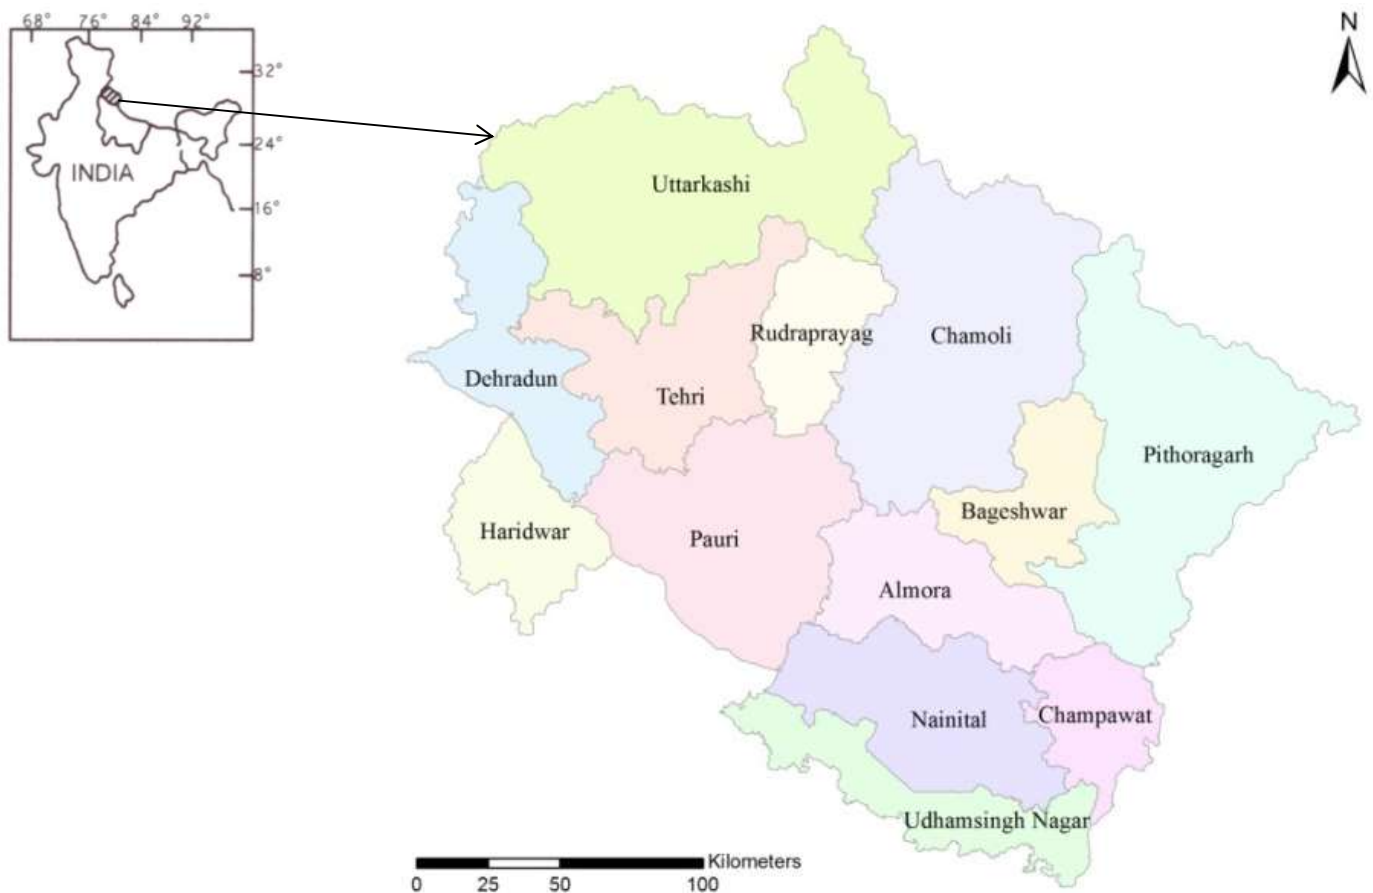 68° 76° 84° 92°
32°
24°
16°
8°
INDIA
N
Uttarkashi
Rudraprayag
Chamoli
Dehradun
Tehri
Pithoragarh
Haridwar
Pauri
Bageshwar
Almora
Nainital
Champawat
Udhamsingh Nagar
Kilometers
0 25 50 100